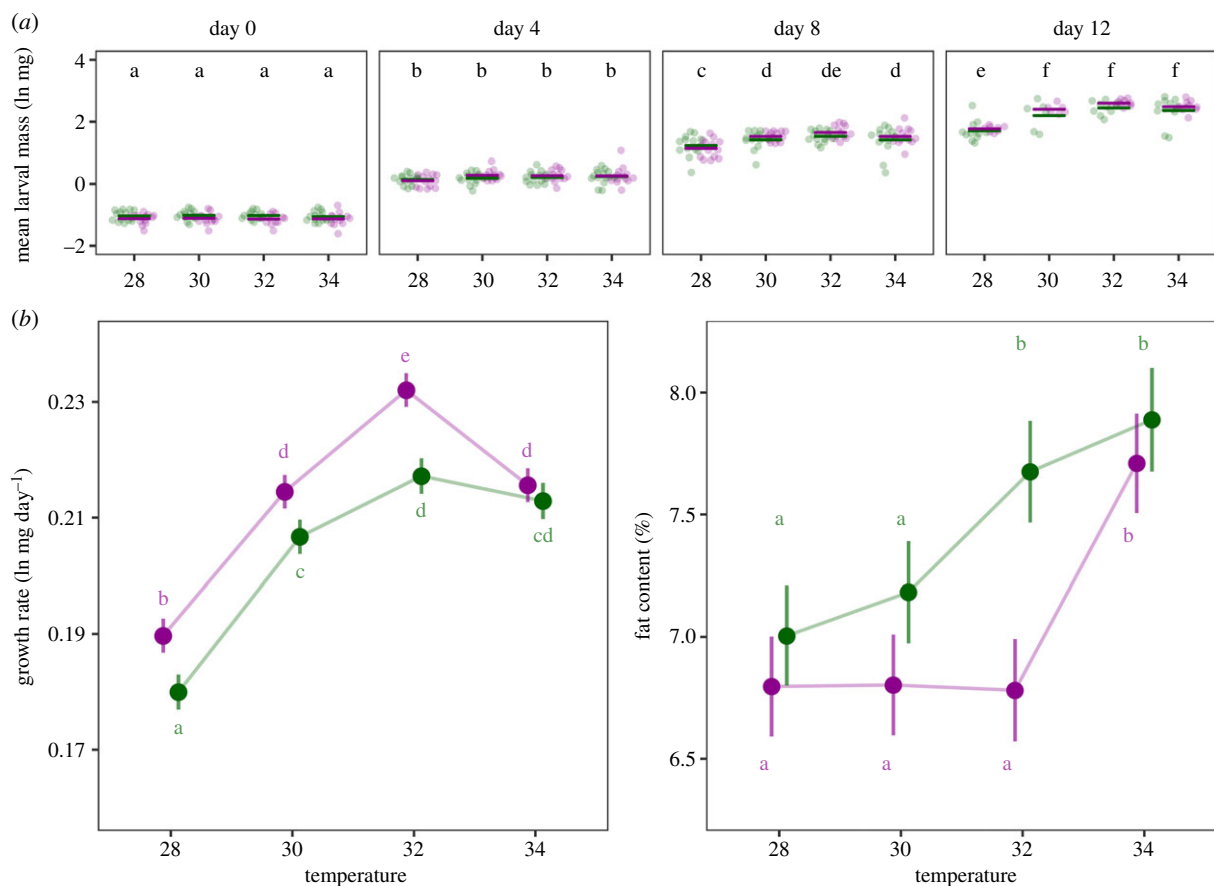 (a)
day 0 day 4 day 8 day 12
mean larval mass (ln mg)
4
2
0
−2
a a a a
b b b b
c d de d
e f f f
28 30 32 34
28 30 32 34
28 30 32 34
28 30 32 34
(b)
growth rate (ln mg day⁻¹)
0.23
0.21
0.19
0.17
e
d d
d
b c cd
a
28 30 32 34
temperature
fat content (%)
8.0
7.5
7.0
6.5
b b
a a
b
a a a
28 30 32 34
temperature